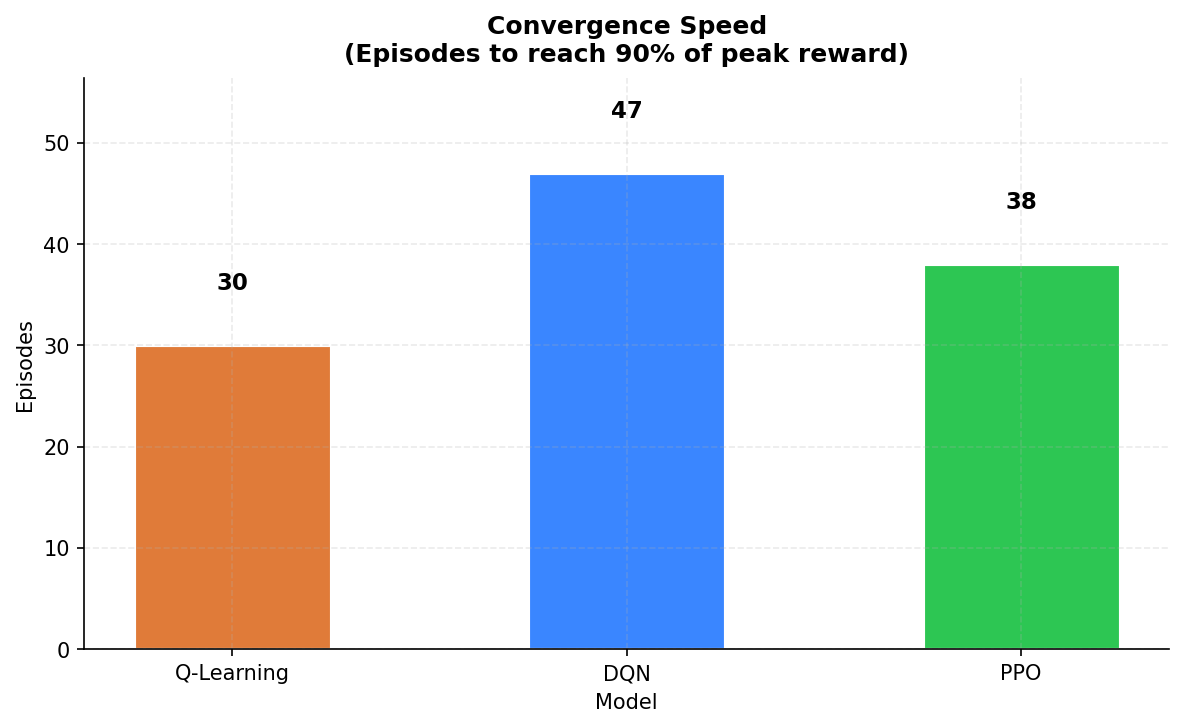 Convergence Speed
(Episodes to reach 90% of peak reward)
47
50
38
40
30
30
Episodes
20
10
0
Q-Learning DQN PPO
Model